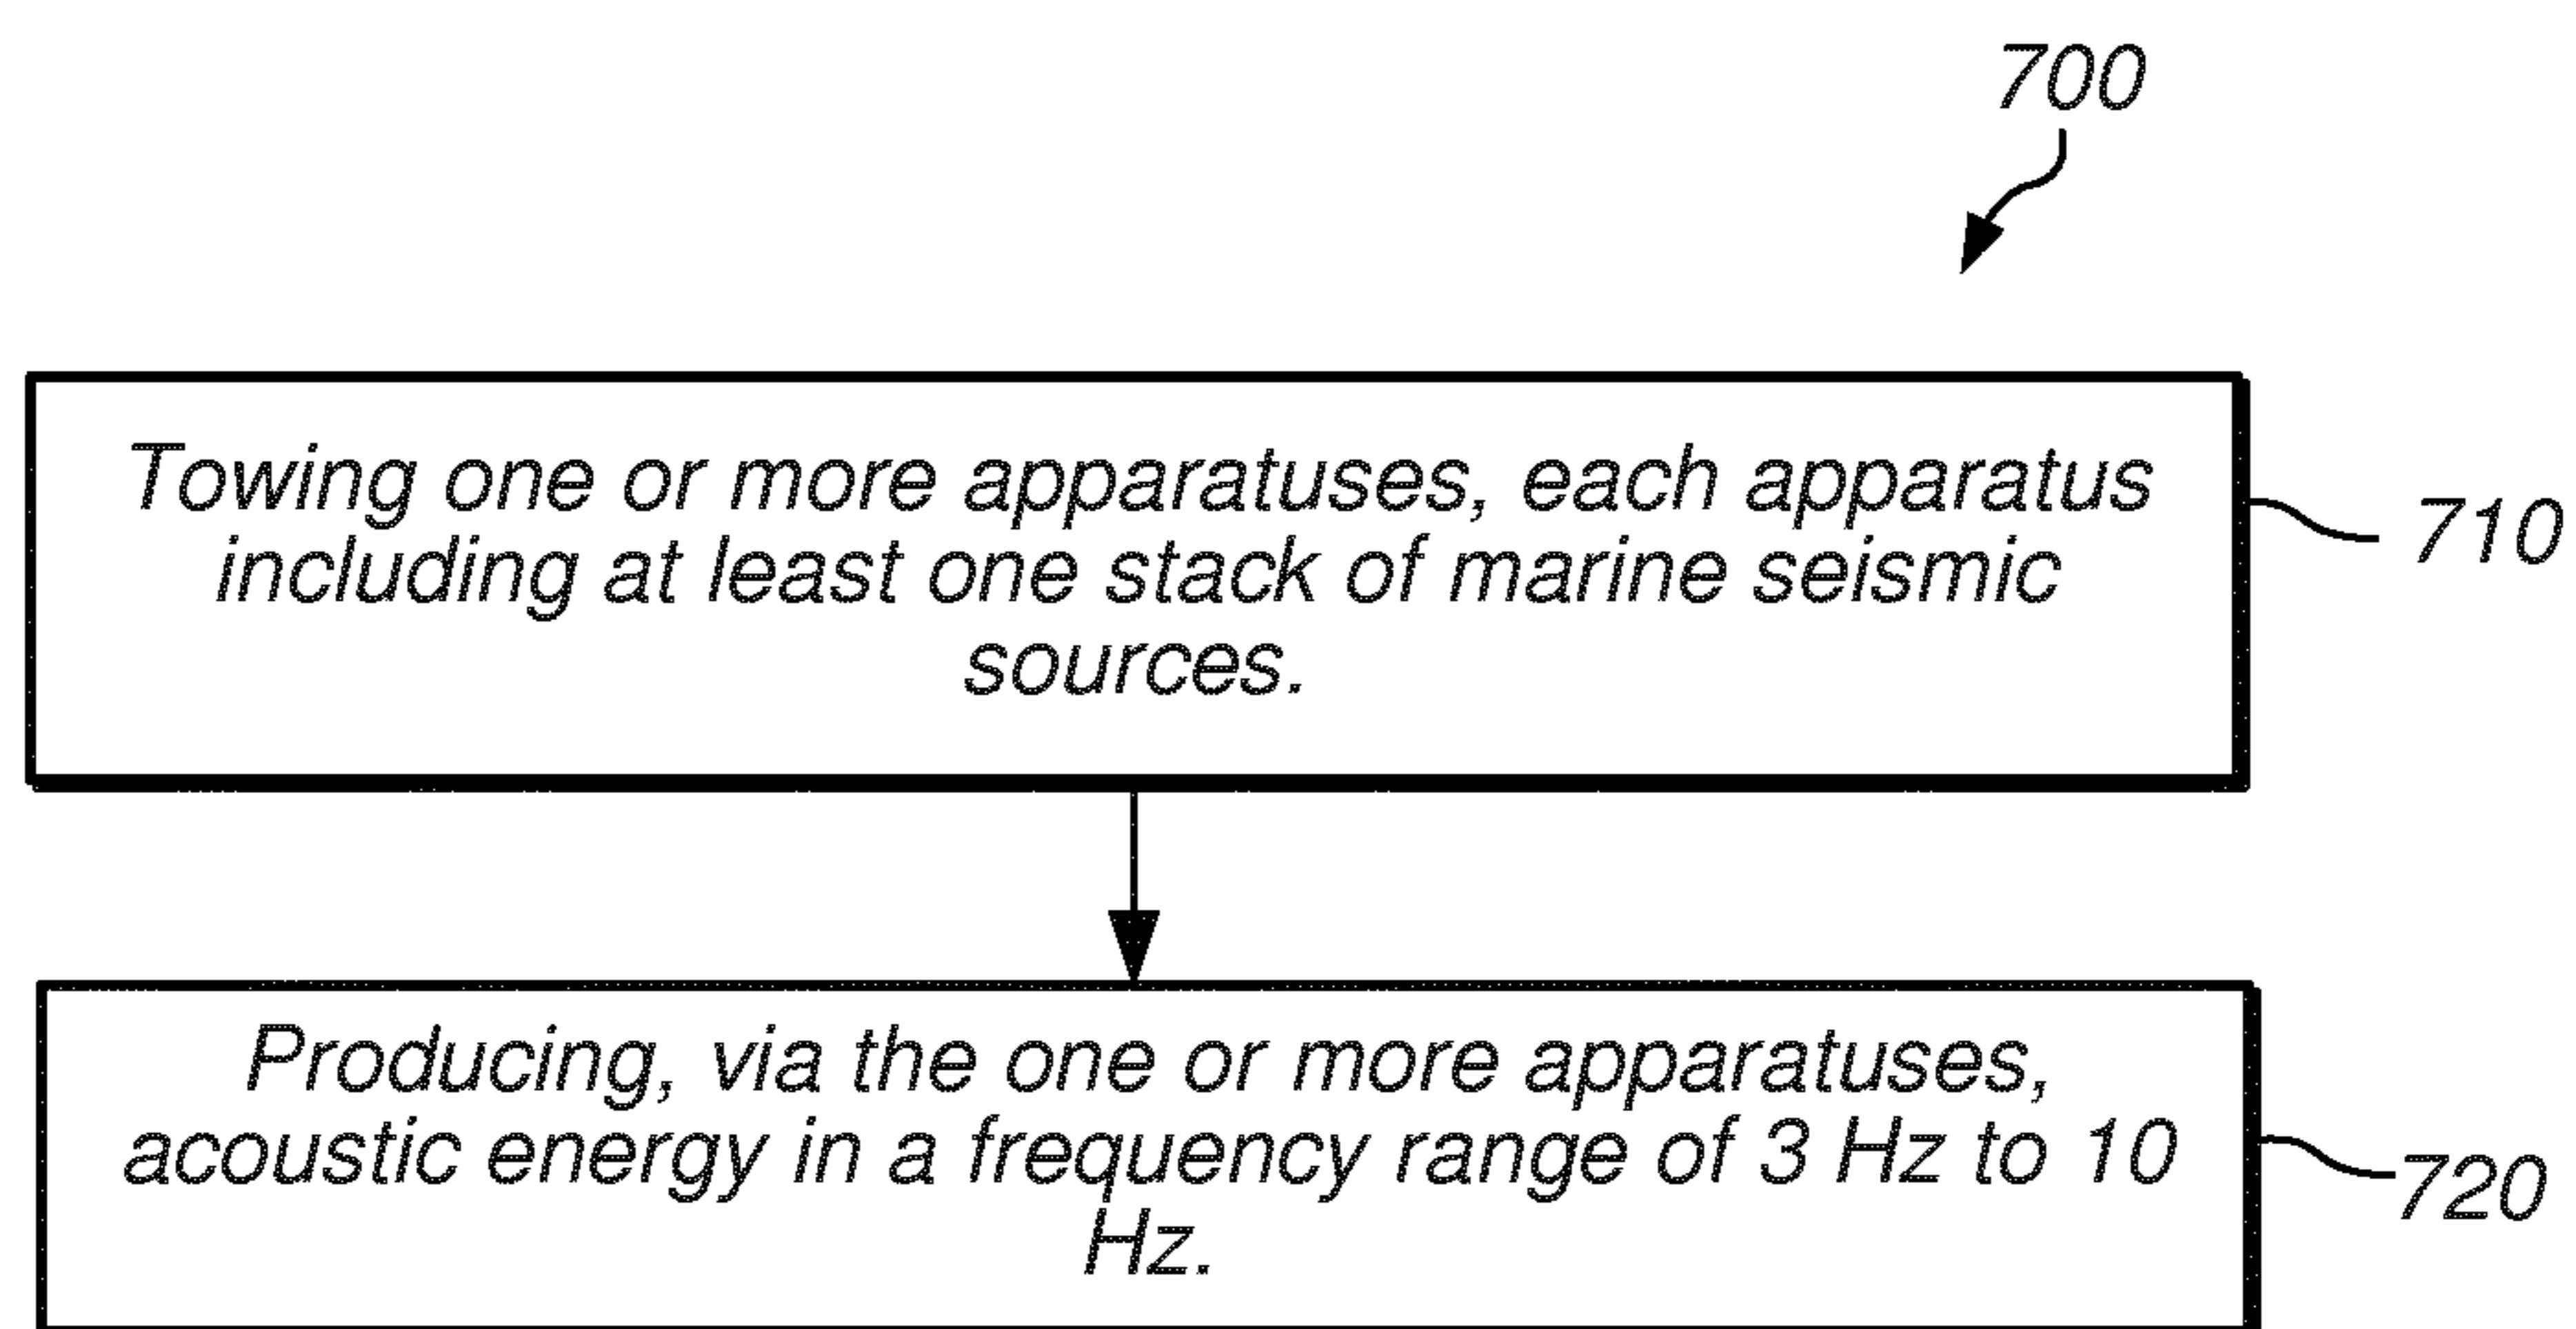 700
Towing one or more apparatuses, each apparatus
including at least one stack of marine seismic
sources.
710
Producing, via the one or more apparatuses,
acoustic energy in a frequency range of 3 Hz to 10
Hz.
720